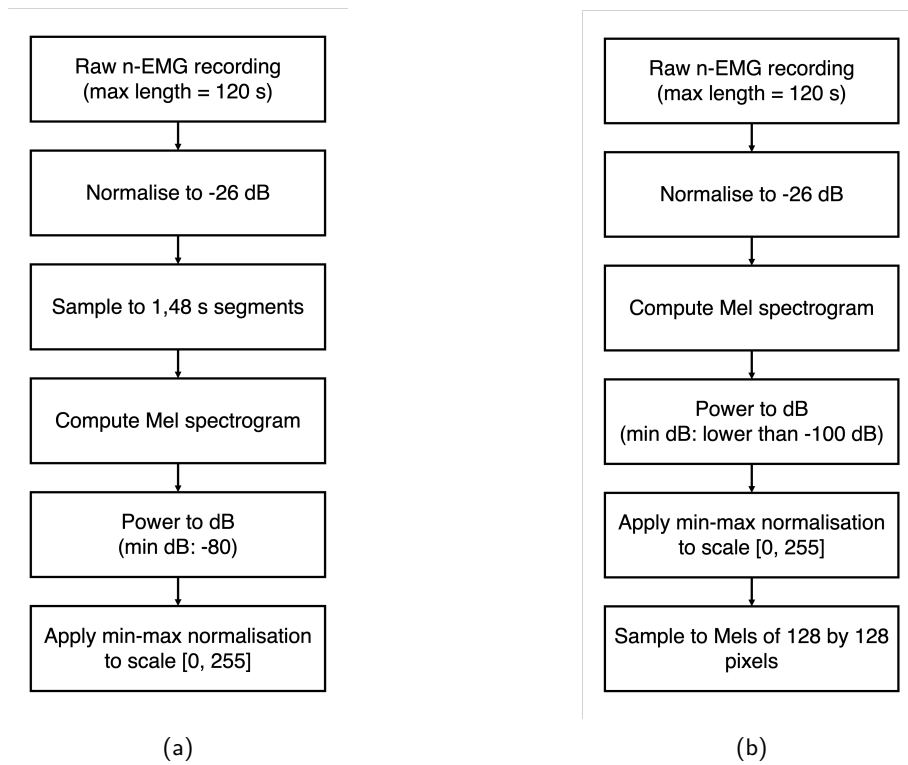 Raw n-EMG recording
(max length = 120 s)
Normalise to -26 dB
Sample to 1,48 s segments
Compute Mel spectrogram
Power to dB
(min dB: -80)
Apply min-max normalisation
to scale [0, 255]
(a)
Raw n-EMG recording
(max length = 120 s)
Normalise to -26 dB
Compute Mel spectrogram
Power to dB
(min dB: lower than -100 dB)
Apply min-max normalisation
to scale [0, 255]
Sample to Mels of 128 by 128
pixels
(b)